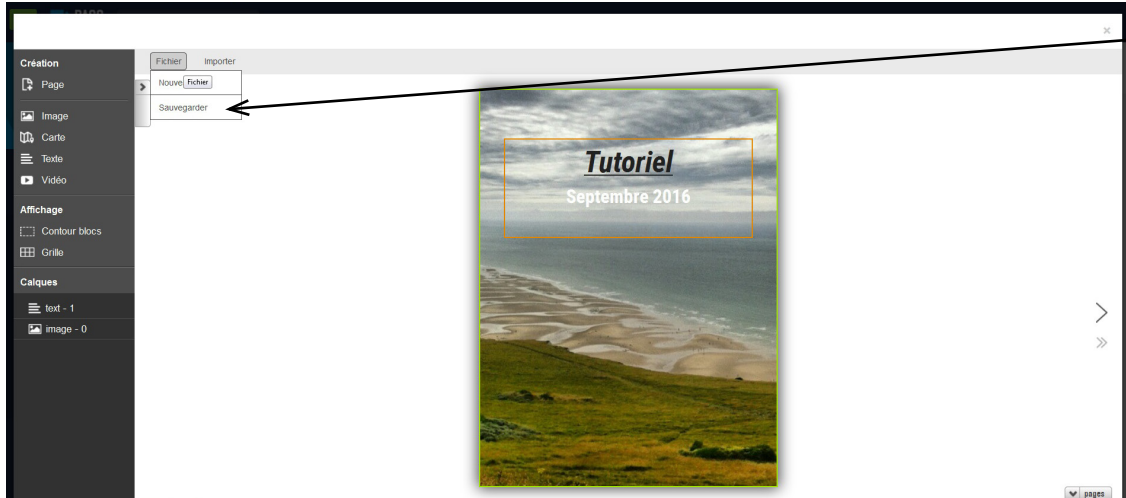 Création
Page
Image
Carte
Texte
Vidéo
Affichage
Contour blocs
Grille
Calques
text - 1
image - 0
Fichier Importer
Nouve Fichier
Sauvegarder
Tutoriel
Septembre 2016
pages